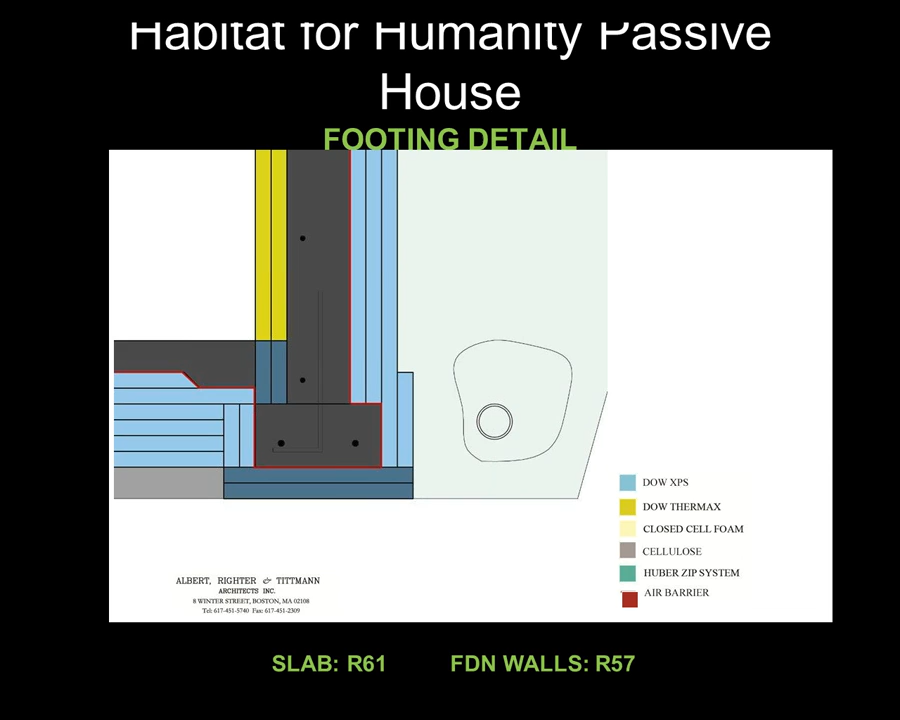 Habitat for Humanity Passive
House
FOOTING DETAIL
DOW XPS
DOW THERMAX
CLOSED CELL FOAM
CELLULOSE
HUBER ZIP SYSTEM
AIR BARRIER
ALBERT, RIGHTER & TITTMANN
ARCHITECTS INC.
8 WINTER STREET, BOSTON, MA 02108
Tel: 617-451-5740 Fax: 617-451-2309
SLAB: R61 FDN WALLS: R57